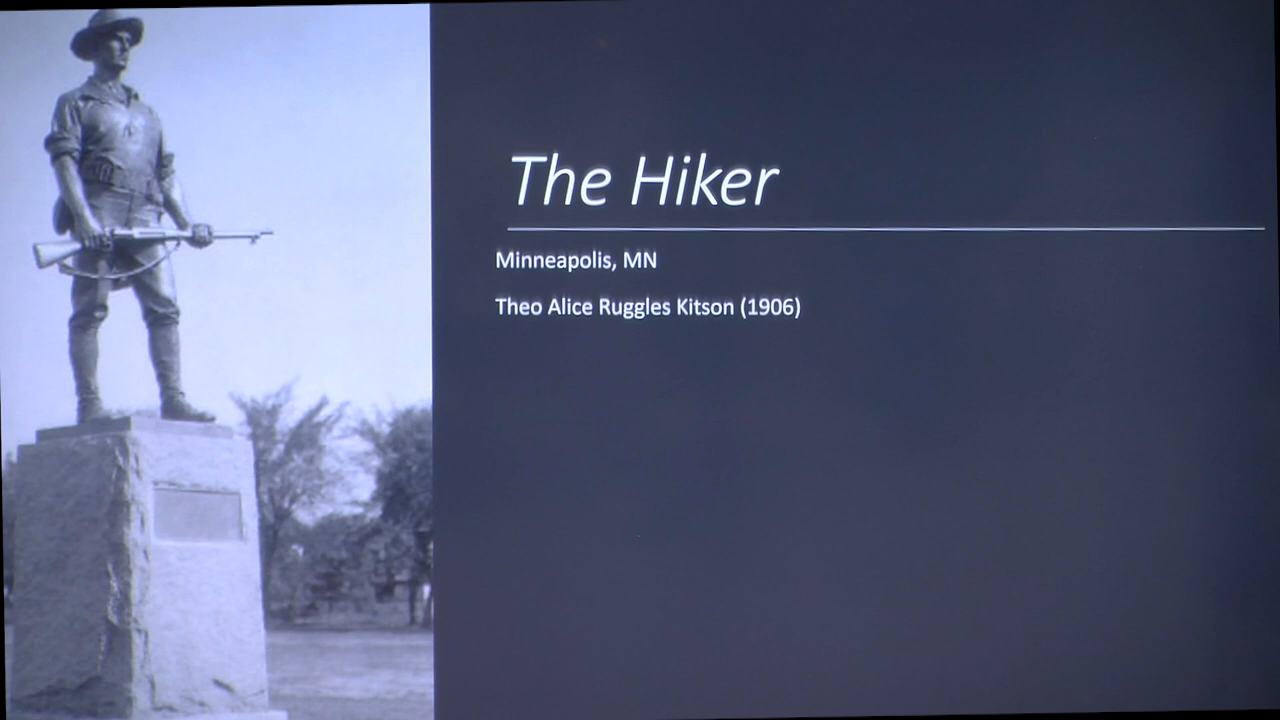 The Hiker
Minneapolis, MN
Theo Alice Ruggles Kitson (1906)